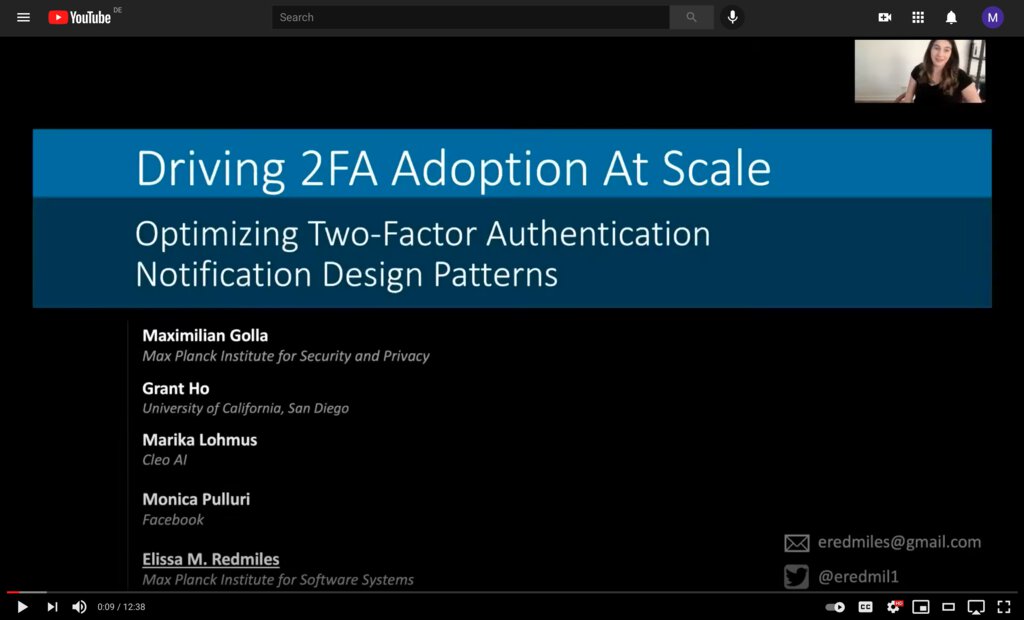 YouTube DE
Search
M
Driving 2FA Adoption At Scale
Optimizing Two-Factor Authentication
Notification Design Patterns
Maximilian Golla
Max Planck Institute for Security and Privacy
Grant Ho
University of California, San Diego
Marika Lohmus
Cleo AI
Monica Pulluri
Facebook
Elissa M. Redmiles
Max Planck Institute for Software Systems
eredmiles@gmail.com
@eredmil1
0:09 / 12:38
CC
HD